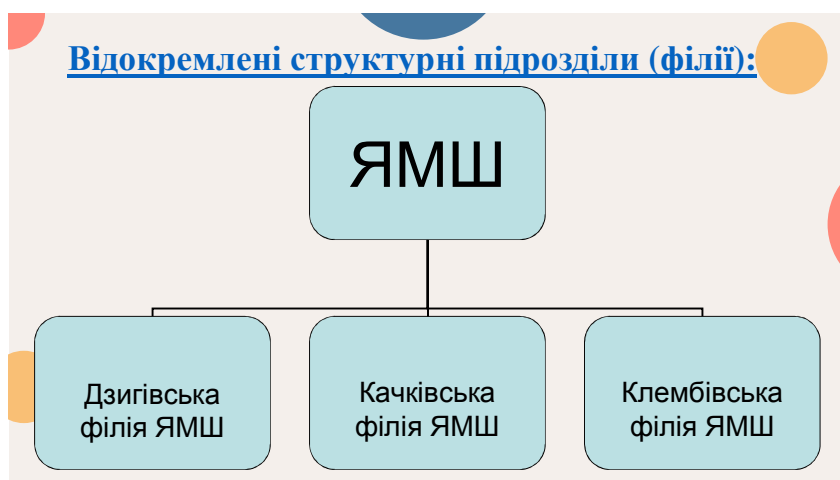 Відокремлені структурні підрозділи (філії):
ЯМШ
Дзигівська
філія ЯМШ
Качківська
філія ЯМШ
Клембівська
філія ЯМШ